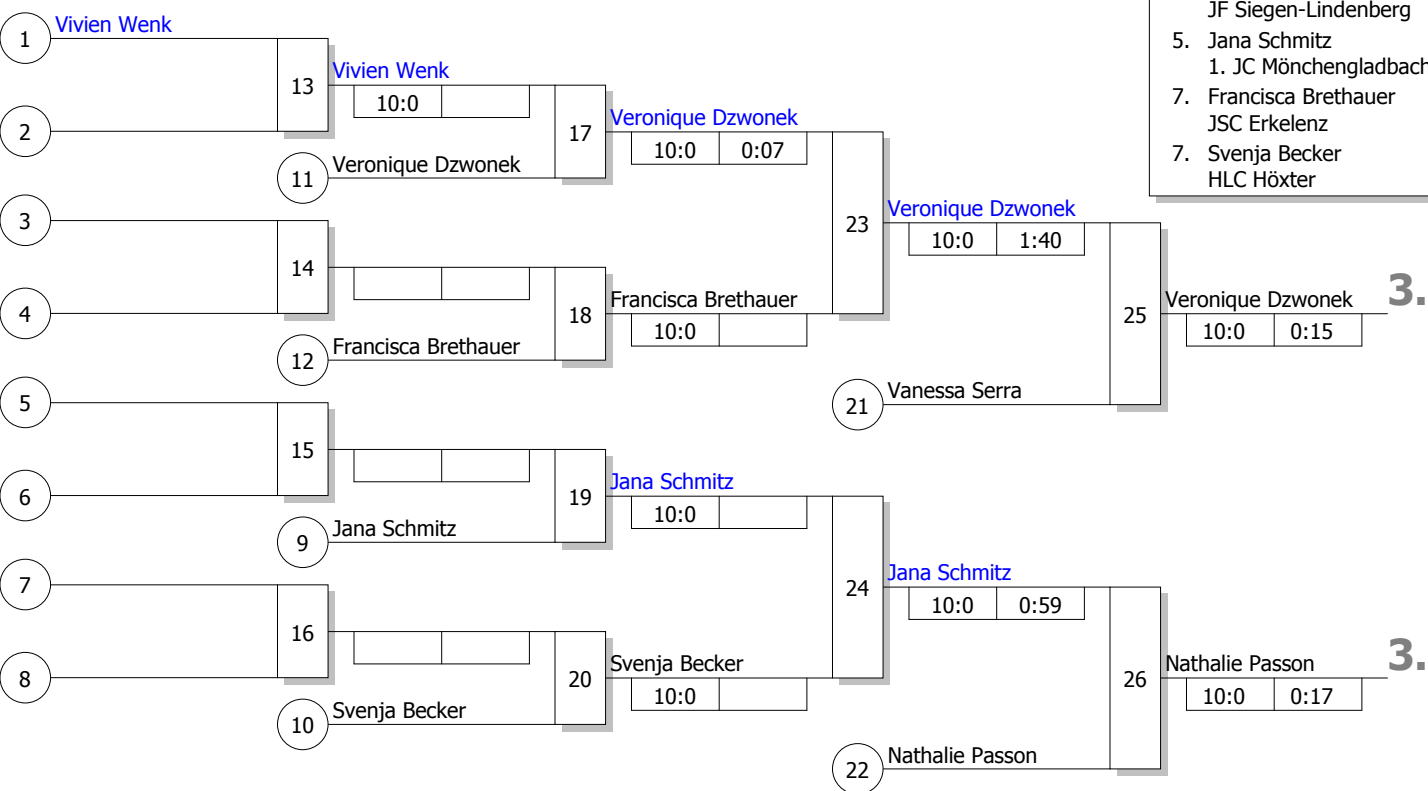 JF Siegen-Lindenberg
5. Jana Schmitz
1. JC Mönchengladbach
7. Francisca Brethauer
JSC Erkelenz
7. Svenja Becker
HLC Höxter
1 Vivien Wenk
2
13 Vivien Wenk
10:0
11 Veronique Dzwonek
17 Veronique Dzwonek
10:0 0:07
3
4
14
12 Francisca Brethauer
18 Francisca Brethauer
10:0
23 Veronique Dzwonek
10:0 1:40
21 Vanessa Serra
25 Veronique Dzwonek 3.
10:0 0:15
5
6
15
9 Jana Schmitz
19 Jana Schmitz
10:0
7
8
16
10 Svenja Becker
20 Svenja Becker
10:0
24 Jana Schmitz
10:0 0:59
22 Nathalie Passon
26 Nathalie Passon 3.
10:0 0:17